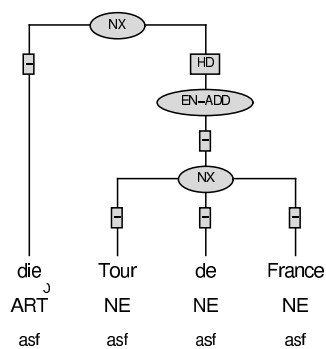 NX
– HD
EN–ADD
–
NX
– – –
die Tour de France
J
ART NE NE NE
asf asf asf asf